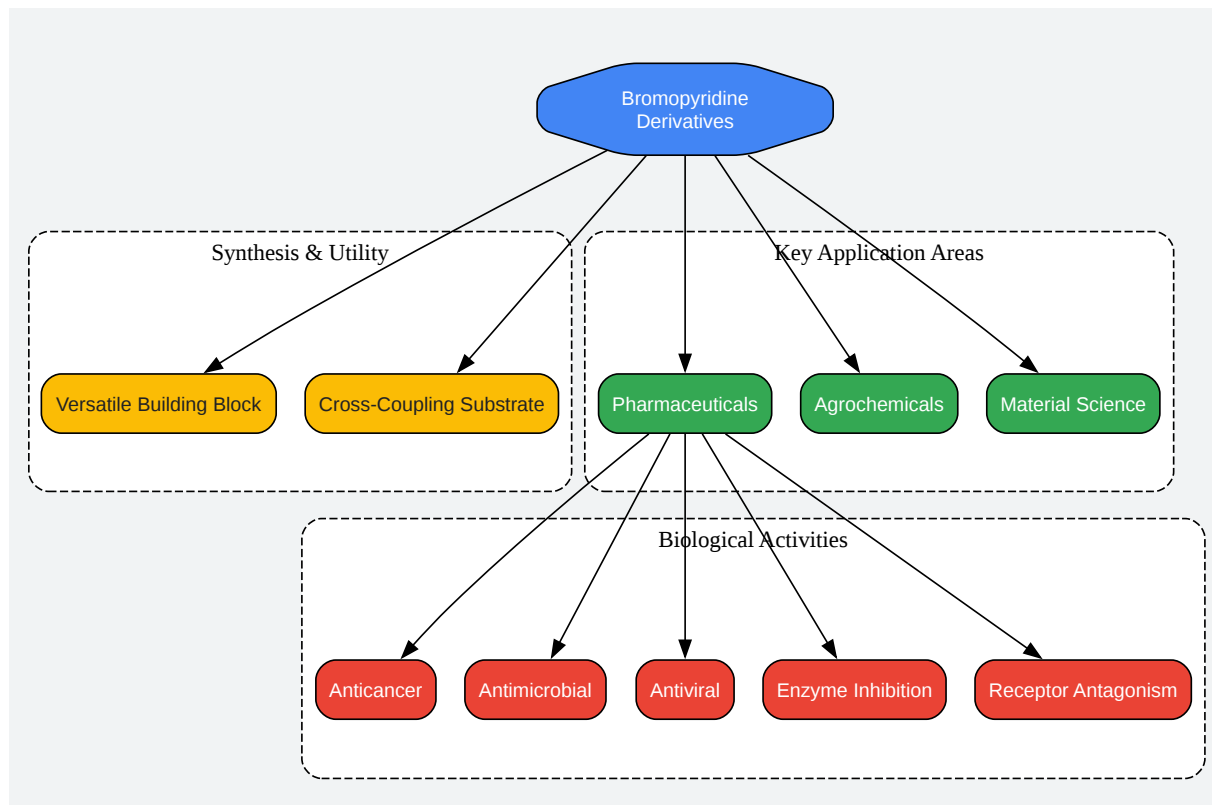 Bromopyridine
Derivatives
Synthesis & Utility
Key Application Areas
Versatile Building Block
Cross-Coupling Substrate
Pharmaceuticals
Agrochemicals
Material Science
Biological Activities
Anticancer
Antimicrobial
Antiviral
Enzyme Inhibition
Receptor Antagonism